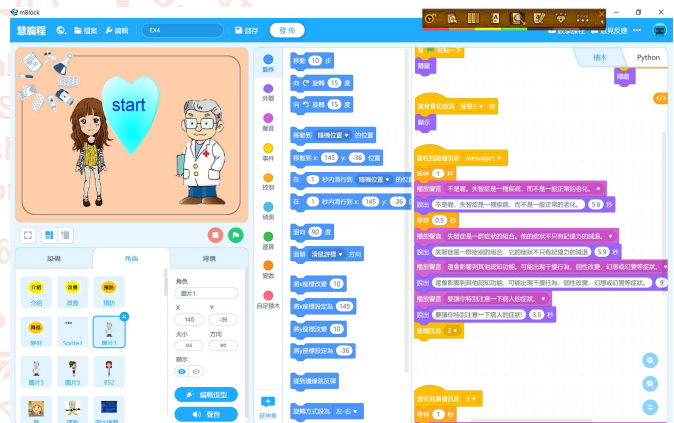 mBlock
慧編程
檔案
編輯
EX4
儲存
發佈
意見反應
start
設備
角色
背景
介紹
改善
預防
介紹
改善
預防
Sprite2
圖片1
圖片3
圖片5
852
角色
圖片1
X
Y
145
-36
大小
方向
顯示
編輯造型
聲音
動作
外觀
聲音
事件
控制
偵測
運算
變數
自定積木
延伸集
移動 10 步
向 旋轉 15 度
向 旋轉 15 度
移動到 隨機位置 的位置
移動到 x: 145 y: -36 位置
在 1 秒內滑行到 隨機位置 的位
在 1 秒內滑行到 x: 145 y: -36
面向 90 度
面朝 滑鼠游標 方向
將x座標改變 10
將x座標設定為 145
將y座標改變 10
將y座標設定為 -36
碰到邊緣就反彈
旋轉方式設為 左-右
積木
Python
隱藏
隱藏
當背景切換到 背景3 時
顯示
當收到廣播訊息 message1
等待 1 秒
播放聲音 不是喔、失智症是一種疾病、而不是一般正常的老化。
說出 不是喔、失智症是一種疾病、而不是一般正常的老化。 5.6 秒
等待 0.5 秒
播放聲音 失智症是一群症狀的組合、他的症狀不只有記憶力的減退。
說出 失智症是一群症狀的組合、它的症狀不只有記憶力的減退 5.9 秒
播放聲音 還會影響到其他認知功能、可能出現干擾行為、個性改變、幻想或幻覺等症狀。
說出 還會影響到其他認知功能、可能出現干擾行為、個性改變、幻想或幻覺等症狀。 9
播放聲音 要請你特別注意一下病人的症狀
說出 要請你特別注意一下病人的症狀! 3.5 秒
廣播訊息 2
當收到廣播訊息 3
等待 1 秒